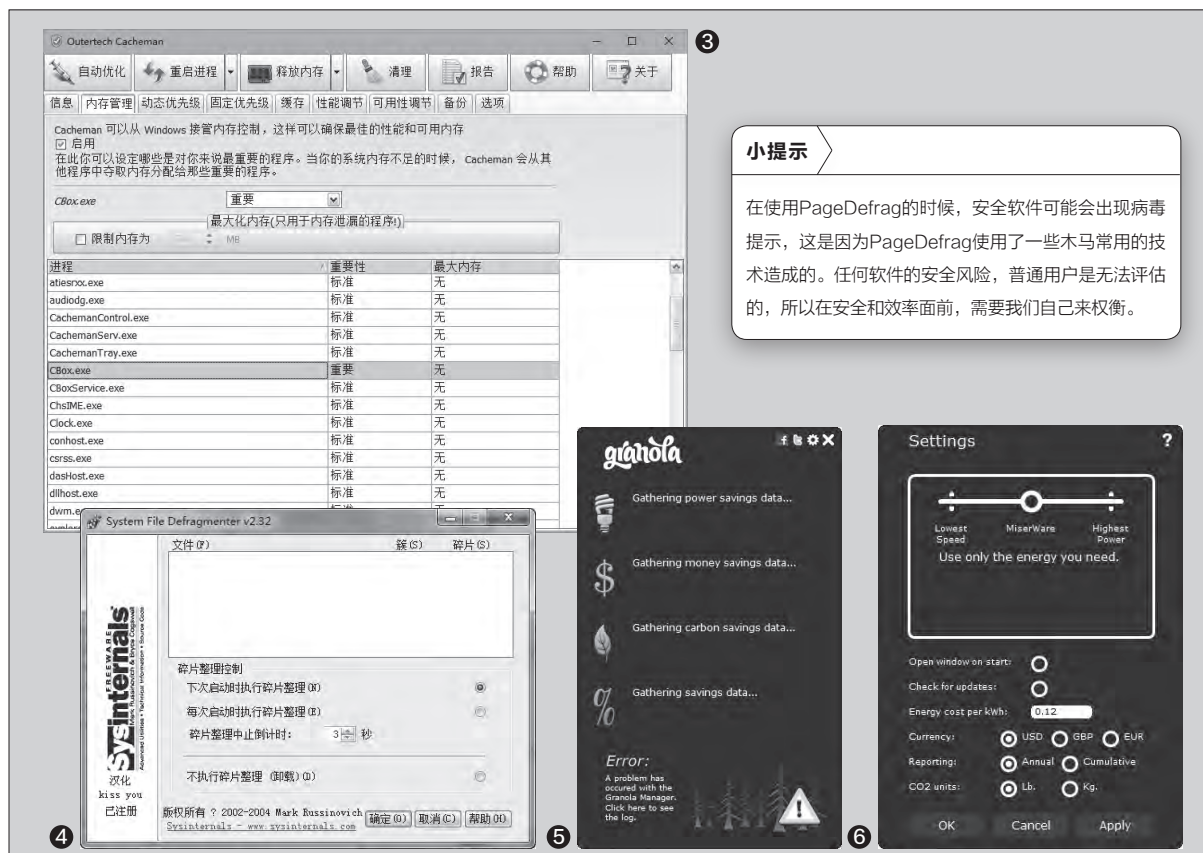 Outertech Cacheman
❸
自动优化 重启进程 释放内存 清理 报告 帮助 关于
信息 内存管理 动态优先级 固定优先级 缓存 性能调节 可用性调节 备份 选项
Cacheman 可以从 Windows 接管内存控制，这样可以确保最佳的性能和可用内存
启用
在此你可以设定哪些是对你来说最重要的程序。当你的系统内存不足的时候， Cacheman 会从其
他程序中夺取内存分配给那些重要的程序。
CBox.exe 重要
最大化内存(只用于内存泄漏的程序!)
限制内存为 MB
进程 重要性 最大内存
atiesrxx.exe 标准 无
audiodg.exe 标准 无
CachemanControl.exe 标准 无
CachemanServ.exe 标准 无
CachemanTray.exe 标准 无
CBox.exe 重要 无
CBoxService.exe 标准 无
ChsIME.exe 标准 无
Clock.exe 标准 无
conhost.exe 标准 无
csrss.exe 标准 无
dasHost.exe 标准 无
dllhost.exe 标准 无
小提示
在使用PageDefrag的时候，安全软件可能会出现病毒
提示，这是因为PageDefrag使用了一些木马常用的技
术造成的。任何软件的安全风险，普通用户是无法评估
的，所以在安全和效率面前，需要我们自己来权衡。
System File Defragmenter v2.32
文件(F) 簇(S) 碎片(S)
FREEWARE
Sysinternals
Mark Russinovich & Bryce Cogswell
Advanced Utilities • Technical Information • Source Code
碎片整理控制
下次启动时执行碎片整理(N)
每次启动时执行碎片整理(E)
碎片整理中止倒计时: 3 秒
不执行碎片整理 (卸载)(D)
汉化
kiss you
已注册
版权所有 ? 2002-2004 Mark Russinovich
Sysinternals - www.sysinternals.com
确定(O) 取消(C) 帮助(H)
❹
granola
Gathering power savings data...
Gathering money savings data...
Gathering carbon savings data...
Gathering savings data...
Error:
A problem has
occured with the
Granola Manager.
Click here to see
the log.
❺
Settings ?
Lowest Speed MiserWare Highest Power
Use only the energy you need.
Open window on start:
Check for updates:
Energy cost per kWh: 0.12
Currency: USD GBP EUR
Reporting: Annual Cumulative
CO2 units: Lb. Kg.
OK Cancel Apply
❻